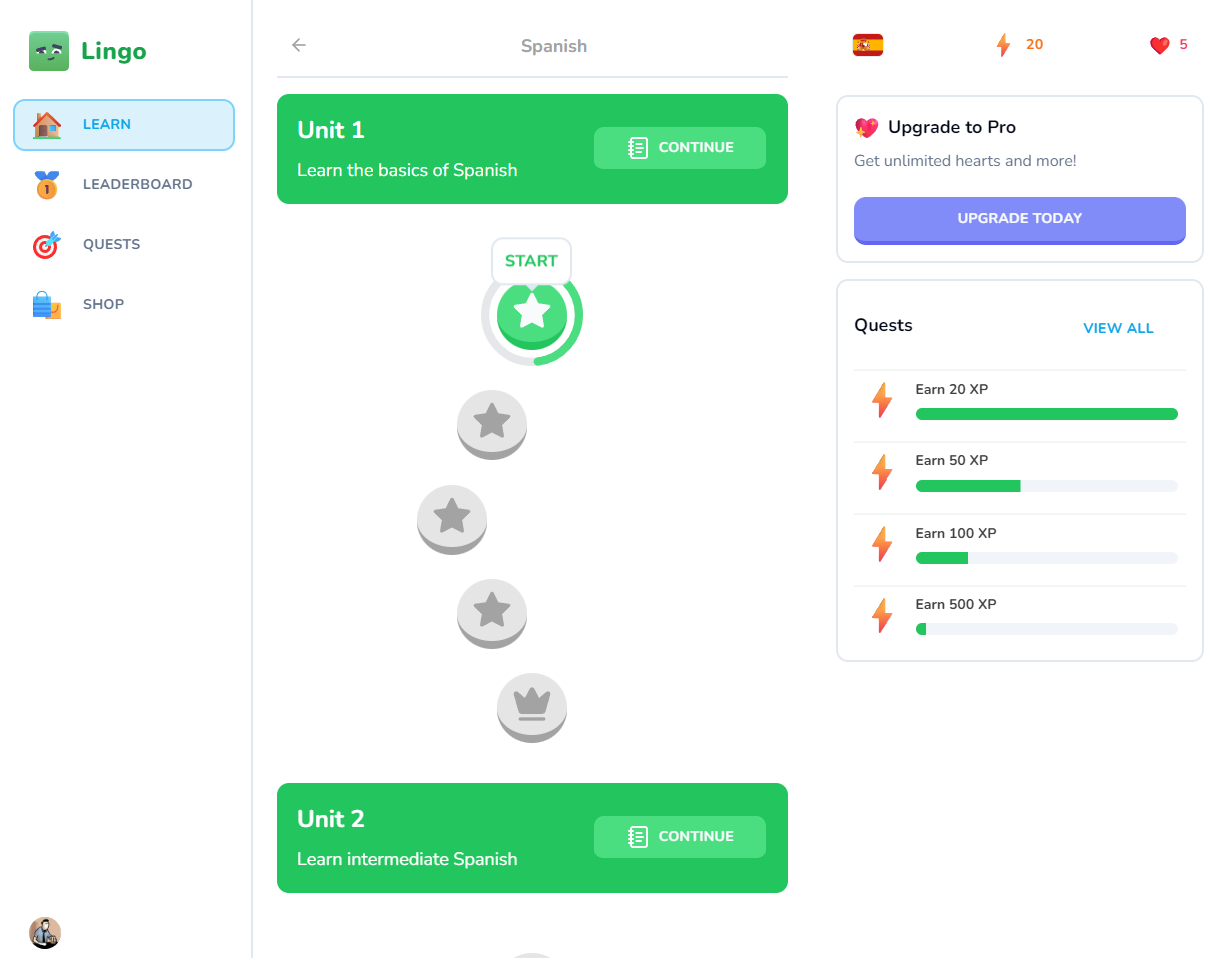 Lingo
LEARN
LEADERBOARD
1
QUESTS
SHOP
Spanish
Unit 1
Learn the basics of Spanish
CONTINUE
START
Unit 2
Learn intermediate Spanish
CONTINUE
20
5
Upgrade to Pro
Get unlimited hearts and more!
UPGRADE TODAY
Quests
VIEW ALL
Earn 20 XP
Earn 50 XP
Earn 100 XP
Earn 500 XP